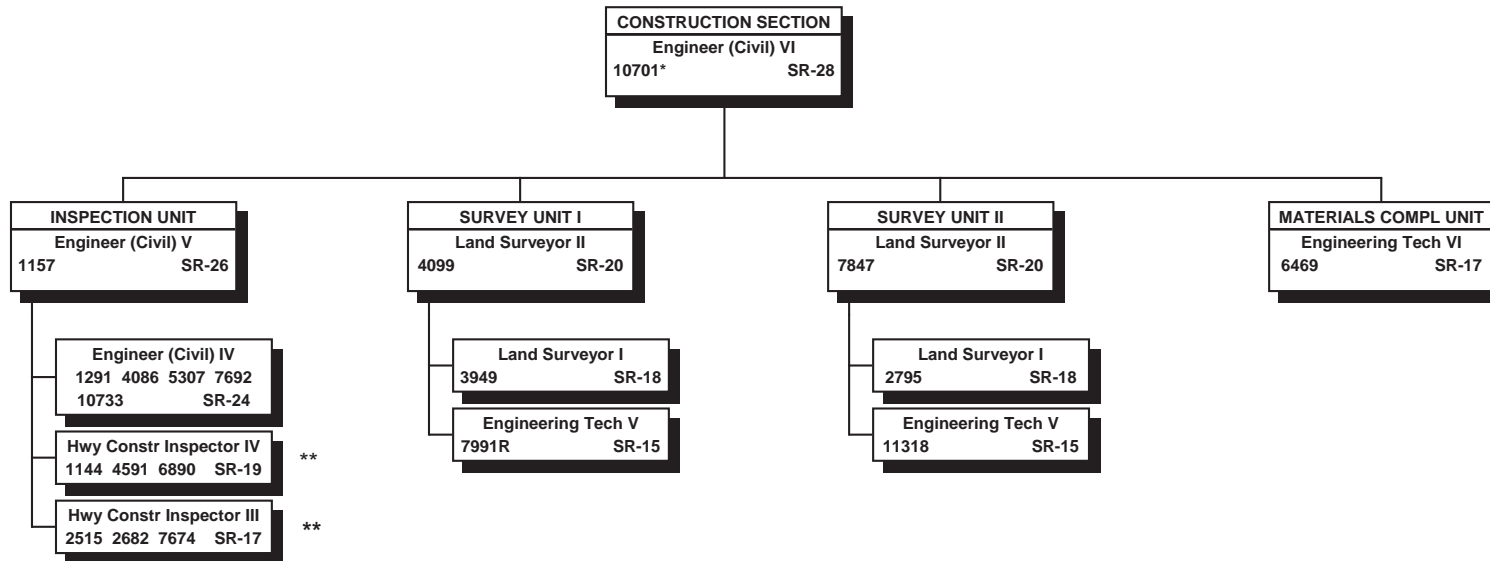 CONSTRUCTION SECTION
Engineer (Civil) VI
10701* SR-28
INSPECTION UNIT
Engineer (Civil) V
1157 SR-26
Engineer (Civil) IV
1291 4086 5307 7692
10733 SR-24
Hwy Constr Inspector IV
1144 4591 6890 SR-19 **
Hwy Constr Inspector III
2515 2682 7674 SR-17 **
SURVEY UNIT I
Land Surveyor II
4099 SR-20
Land Surveyor I
3949 SR-18
Engineering Tech V
7991R SR-15
SURVEY UNIT II
Land Surveyor II
7847 SR-20
Land Surveyor I
2795 SR-18
Engineering Tech V
11318 SR-15
MATERIALS COMPL UNIT
Engineering Tech VI
6469 SR-17